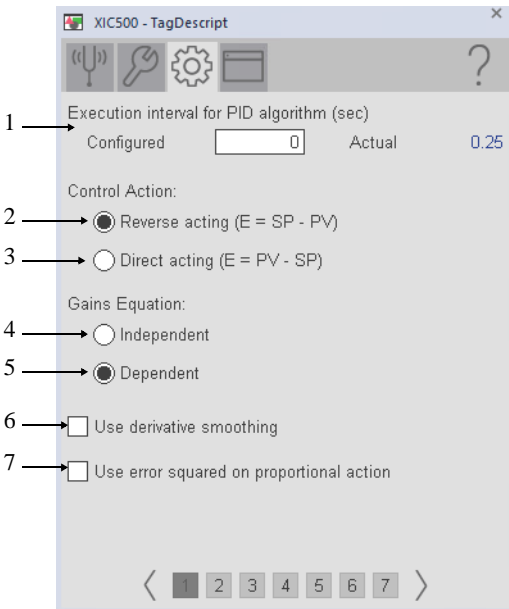 XIC500 - TagDescript
×
?
1
Execution interval for PID algorithm (sec)
Configured 0 Actual 0.25
Control Action:
2
Reverse acting (E = SP - PV)
3
Direct acting (E = PV - SP)
Gains Equation:
4
Independent
5
Dependent
6
Use derivative smoothing
7
Use error squared on proportional action
1 2 3 4 5 6 7